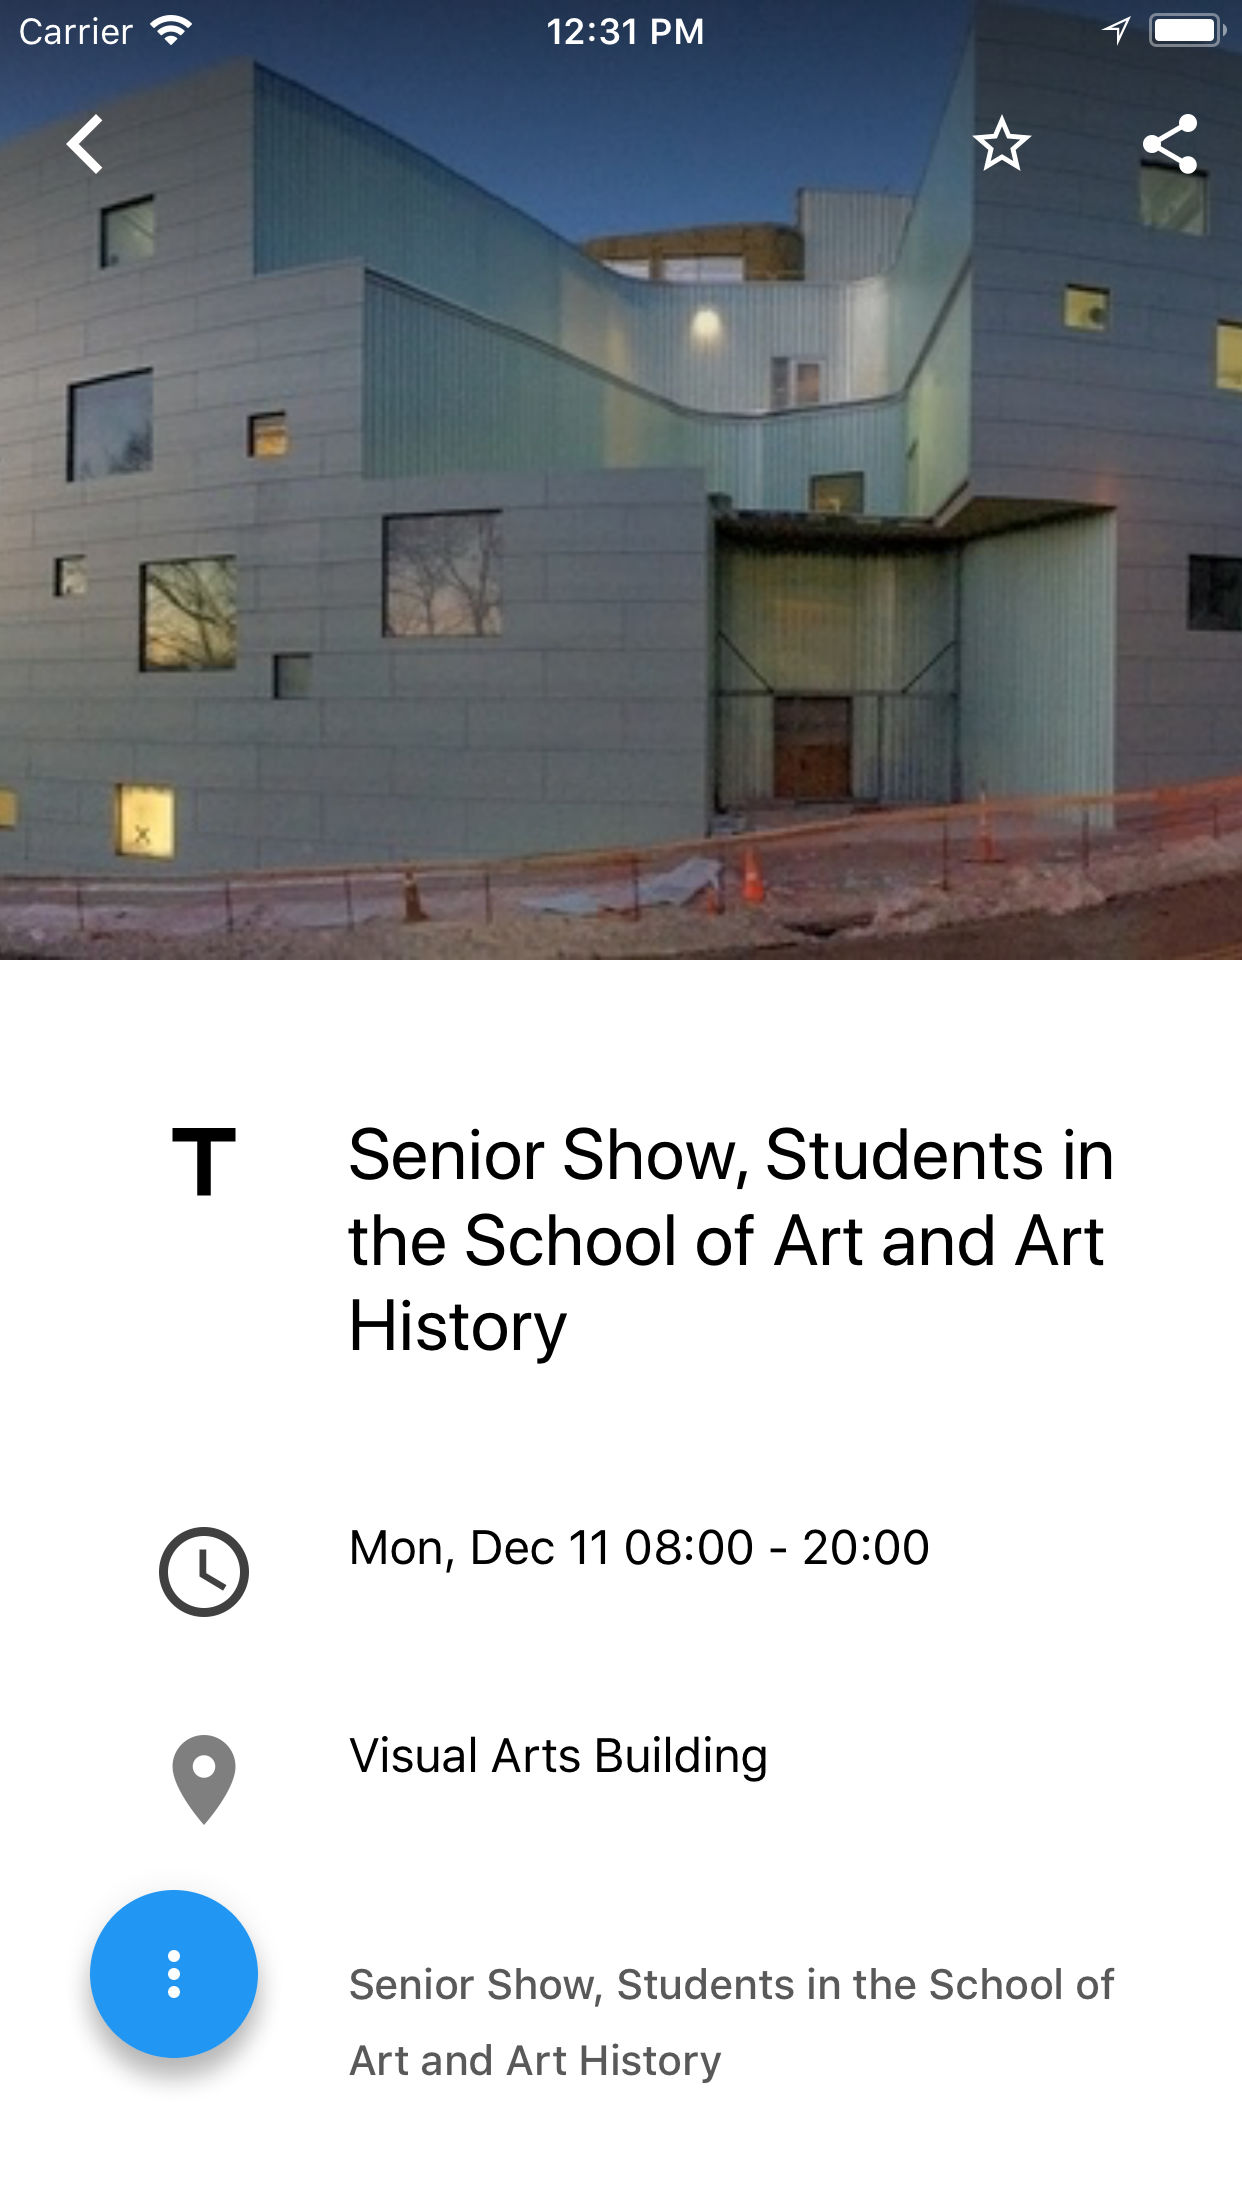 Carrier 12:31 PM
T Senior Show, Students in
the School of Art and Art
History
Mon, Dec 11 08:00 - 20:00
Visual Arts Building
Senior Show, Students in the School of
Art and Art History